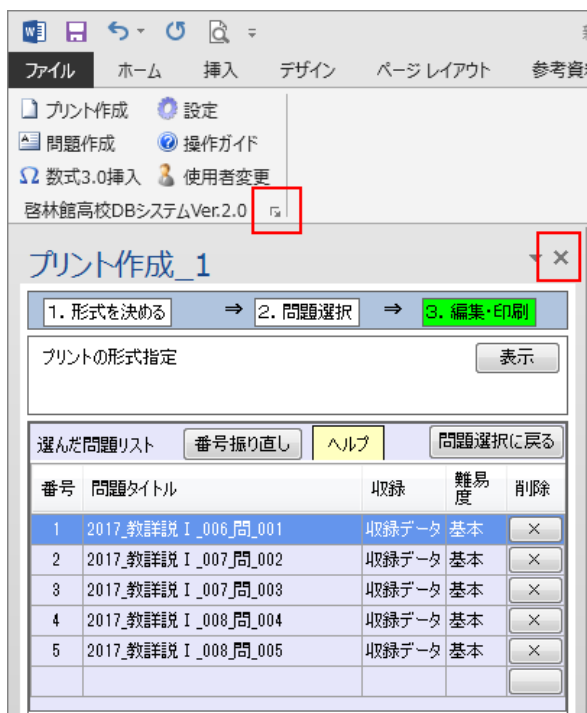 ファイル ホーム 挿入 デザイン ページ レイアウト 参考資
プリント作成 設定
問題作成 操作ガイド
数式3.0挿入 使用者変更
啓林館高校DBシステムVer.2.0
プリント作成_1
1. 形式を決める ⇒ 2. 問題選択 ⇒ 3. 編集・印刷
プリントの形式指定 表示
選んだ問題リスト 番号振り直し ヘルプ 問題選択に戻る
番号 問題タイトル 収録 難易度 削除
1 2017_教詳説Ⅰ_006_問_001 収録データ 基本 ×
2 2017_教詳説Ⅰ_007_問_002 収録データ 基本 ×
3 2017_教詳説Ⅰ_007_問_003 収録データ 基本 ×
4 2017_教詳説Ⅰ_008_問_004 収録データ 基本 ×
5 2017_教詳説Ⅰ_008_問_005 収録データ 基本 ×